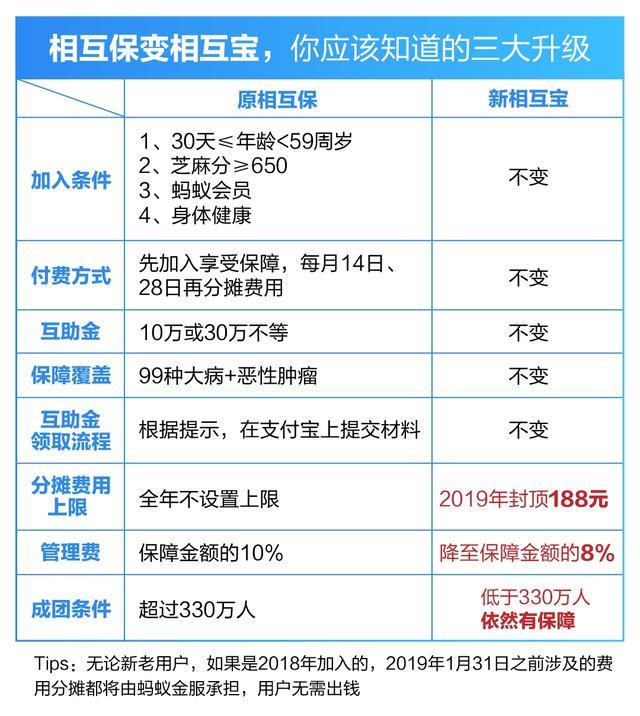 相互保变相互宝，你应该知道的三大升级
原相互保
新相互宝
加入条件
1、30天≤年龄<59周岁
2、芝麻分≥650
3、蚂蚁会员
4、身体健康
不变
付费方式
先加入享受保障，每月14日、
28日再分摊费用
不变
互助金
10万或30万不等
不变
保障覆盖
99种大病+恶性肿瘤
不变
互助金
领取流程
根据提示，在支付宝上提交材料
不变
分摊费用
上限
全年不设置上限
2019年封顶188元
管理费
保障金额的10%
降至保障金额的8%
成团条件
超过330万人
低于330万人
依然有保障
Tips：无论新老用户，如果是2018年加入的，2019年1月31日之前涉及的费
用分摊都将由蚂蚁金服承担，用户无需出钱